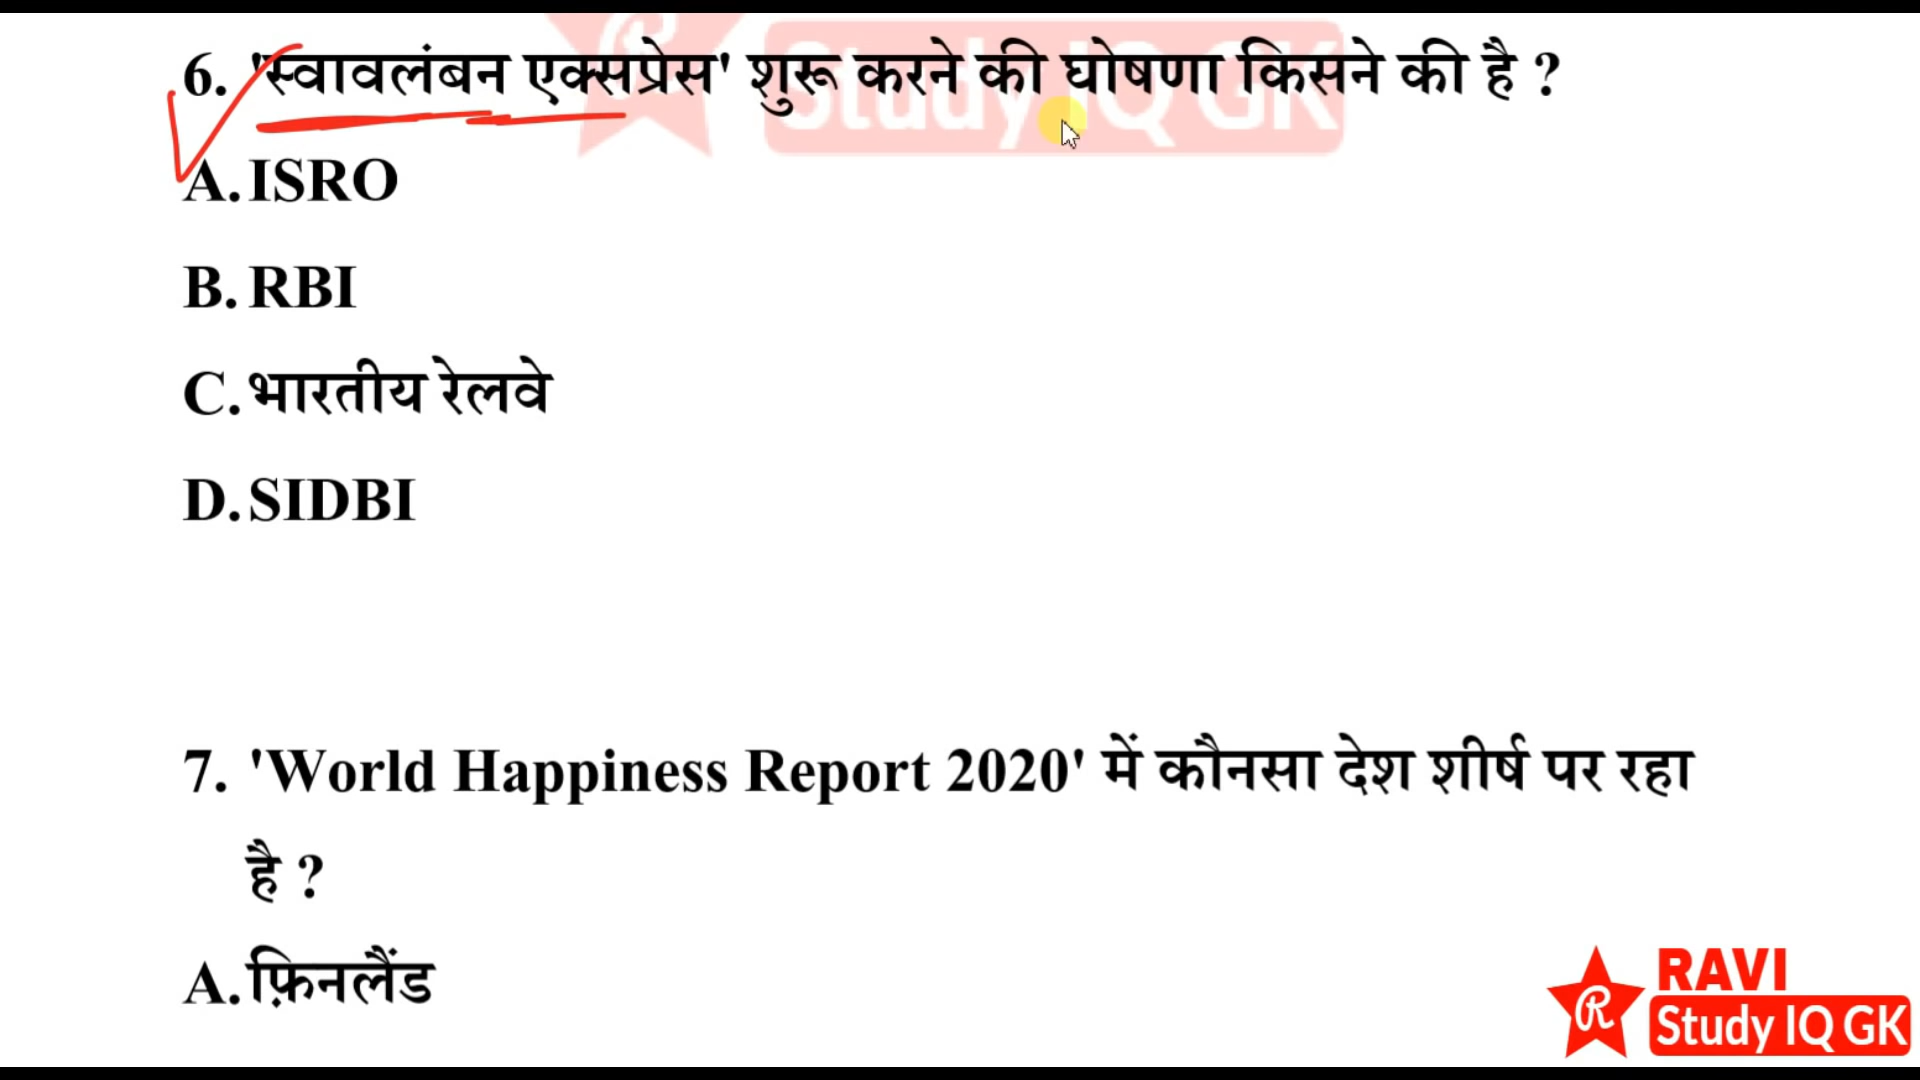 6. 'स्वावलंबन एक्सप्रेस' शुरू करने की घोषणा किसने की है ?
Study IQ GK
A. ISRO
B. RBI
C. भारतीय रेलवे
D. SIDBI
7. 'World Happiness Report 2020' में कौनसा देश शीर्ष पर रहा
है ?
A. फ़िनलैंड
R
RAVI
Study IQ GK